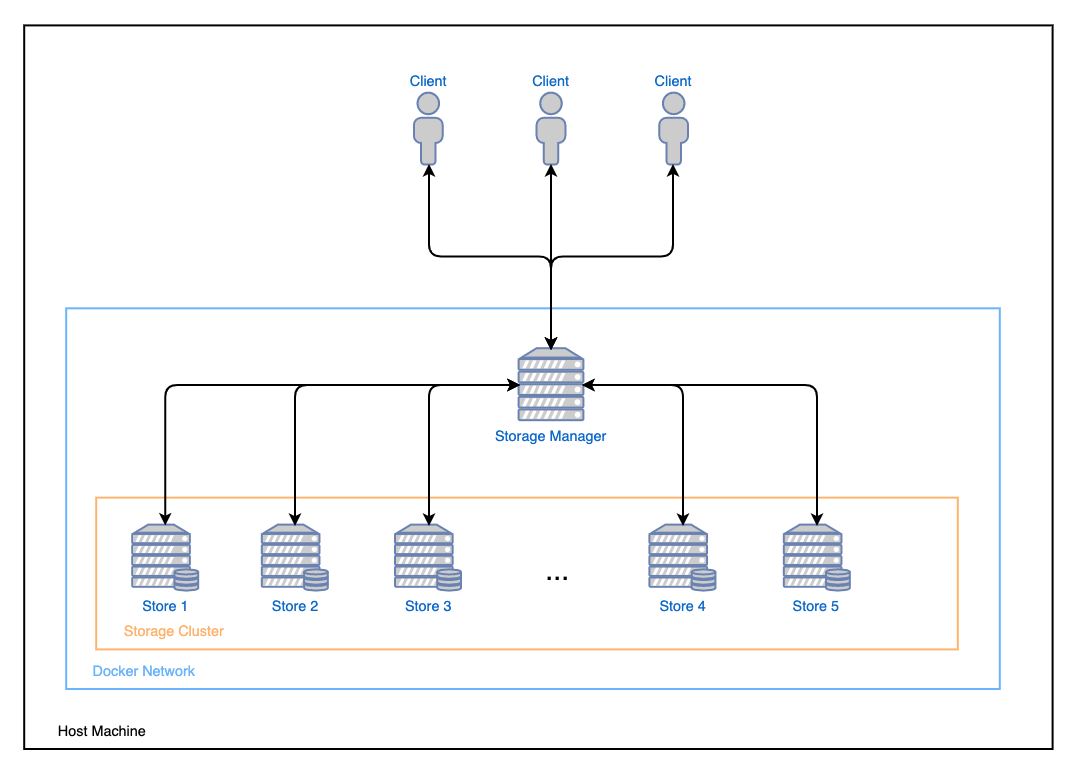 Client
Client
Client
Storage Manager
...
Store 1
Store 2
Store 3
Store 4
Store 5
Storage Cluster
Docker Network
Host Machine